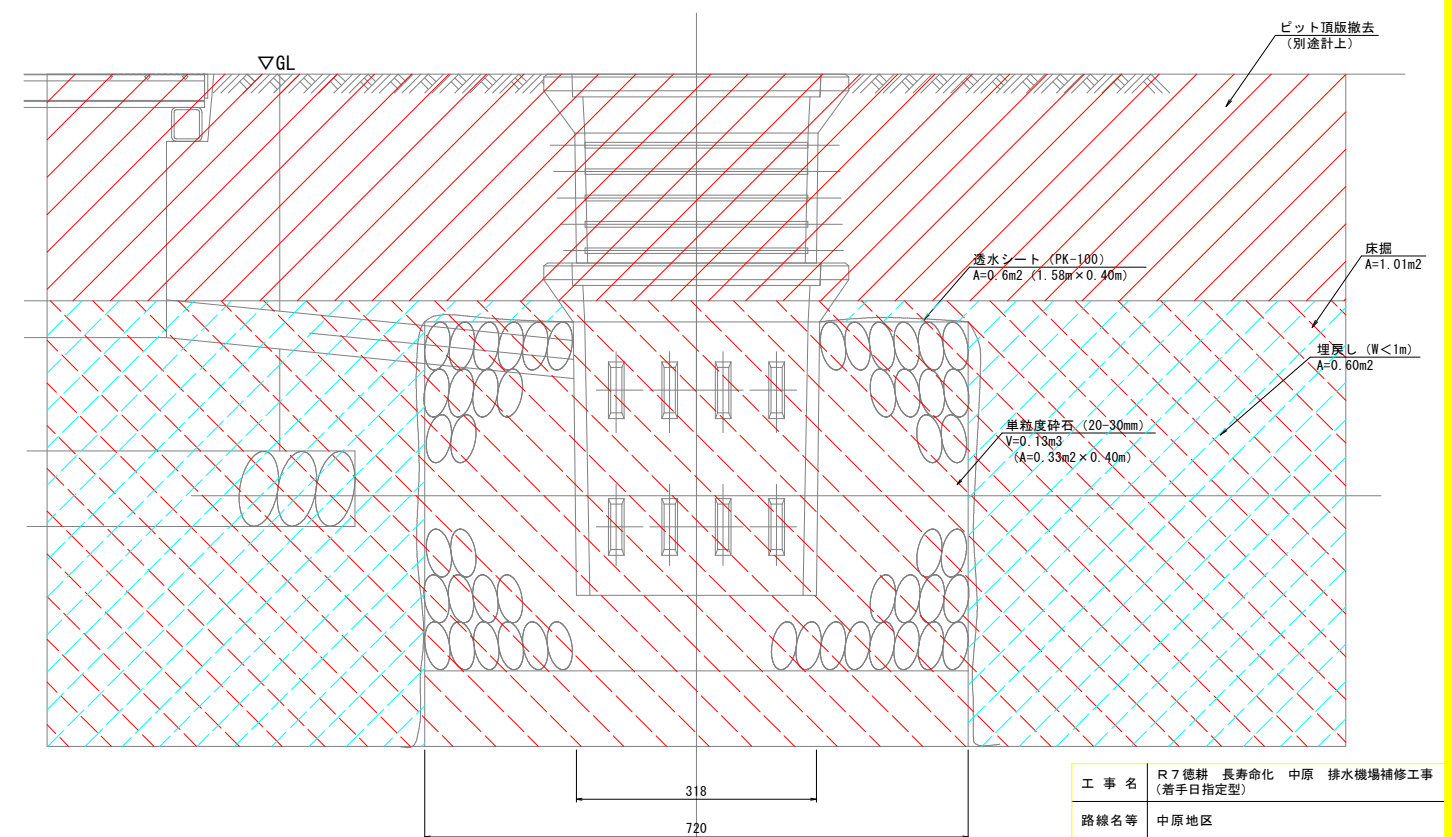 ピット頂版撤去
(別途計上)
▽GL
床掘
A=1.01m2
透水シート (PK-100)
A=0.6m2 (1.58m×0.40m)
埋戻し (W<1m)
A=0.60m2
単粒度砕石 (20-30mm)
V=0.13m3
(A=0.33m2×0.40m)
318
720
工 事 名 R7徳耕 長寿命化 中原 排水機場補修工事
(着手日指定型)
路線名等 中原地区